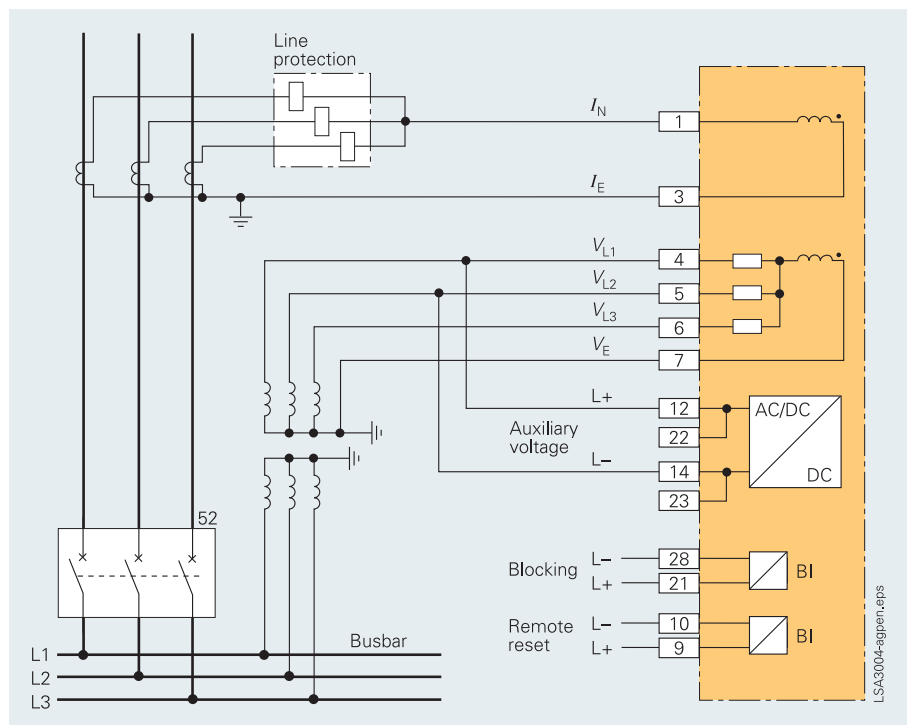 Line
protection
I_N
1
I_E
3
V_L1
4
V_L2
5
V_L3
6
V_E
7
L+
12
AC/DC
Auxiliary
voltage
22
L–
14
DC
23
52
Blocking
L–
28
BI
L+
21
Remote
reset
L–
10
BI
L+
9
Busbar
L1
L2
L3
LSA3004-agpen.eps